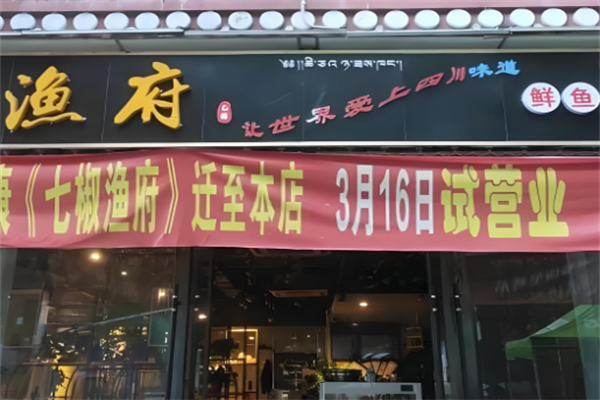 渔府
让世界爱上四川味道
鲜鱼
康《七椒渔府》迁至本店 3月16日试营业